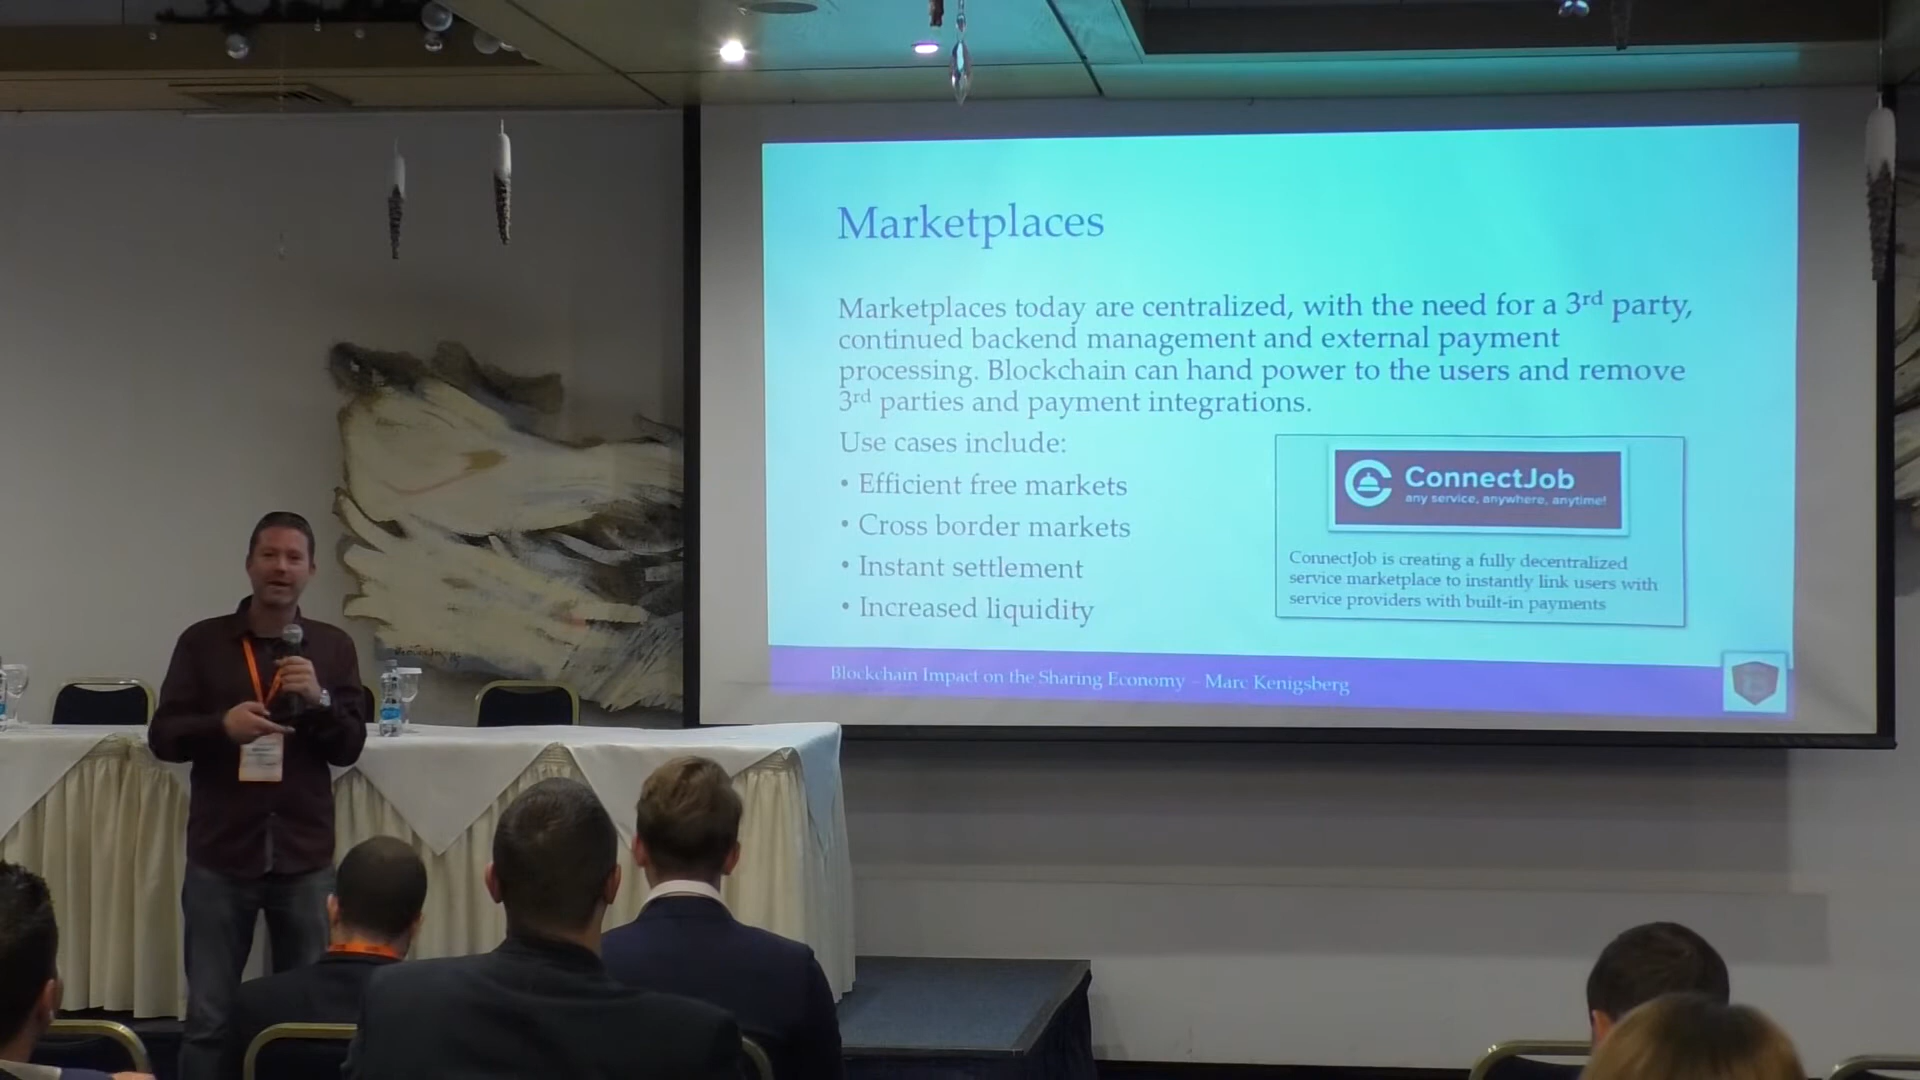 Marketplaces
Marketplaces today are centralized, with the need for a 3rd party,
continued backend management and external payment
processing. Blockchain can hand power to the users and remove
3rd parties and payment integrations.
Use cases include:
• Efficient free markets
• Cross border markets
• Instant settlement
• Increased liquidity
ConnectJob
any service, anywhere, anytime!
ConnectJob is creating a fully decentralized
service marketplace to instantly link users with
service providers with built-in payments
Blockchain Impact on the Sharing Economy – Marc Kenigsberg